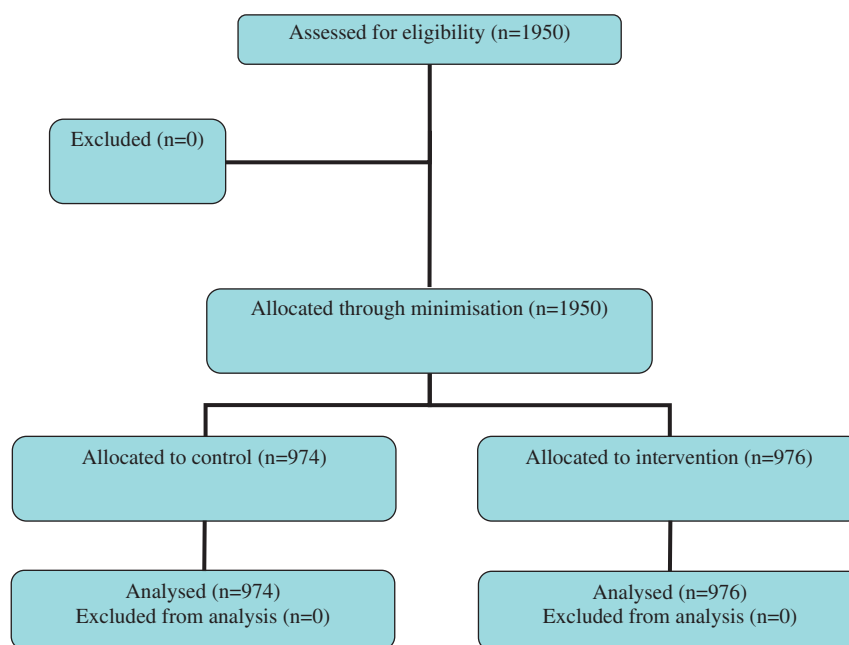 Assessed for eligibility (n=1950)
Excluded (n=0)
Allocated through minimisation (n=1950)
Allocated to control (n=974)
Allocated to intervention (n=976)
Analysed (n=974)
Excluded from analysis (n=0)
Analysed (n=976)
Excluded from analysis (n=0)